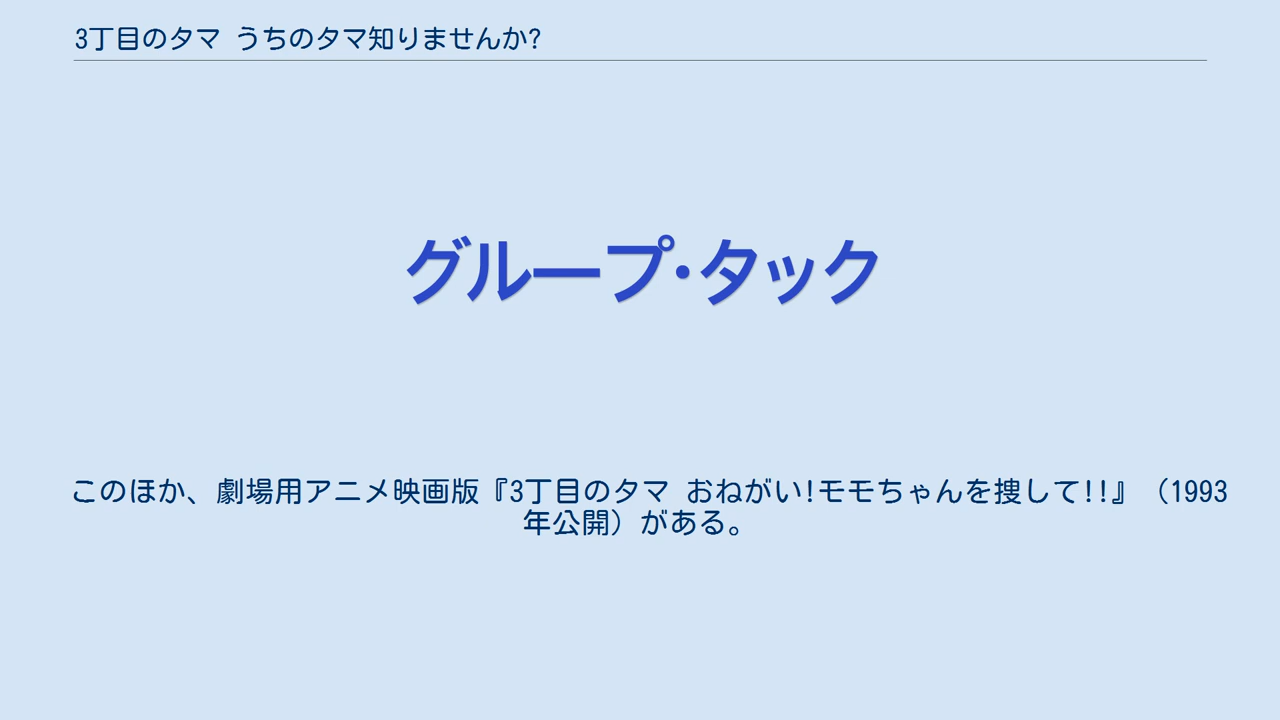 3丁目のタマ うちのタマ知りませんか?
グループ・タック
このほか、劇場用アニメ映画版『3丁目のタマ おねがい!モモちゃんを捜して!!』（1993
年公開）がある。